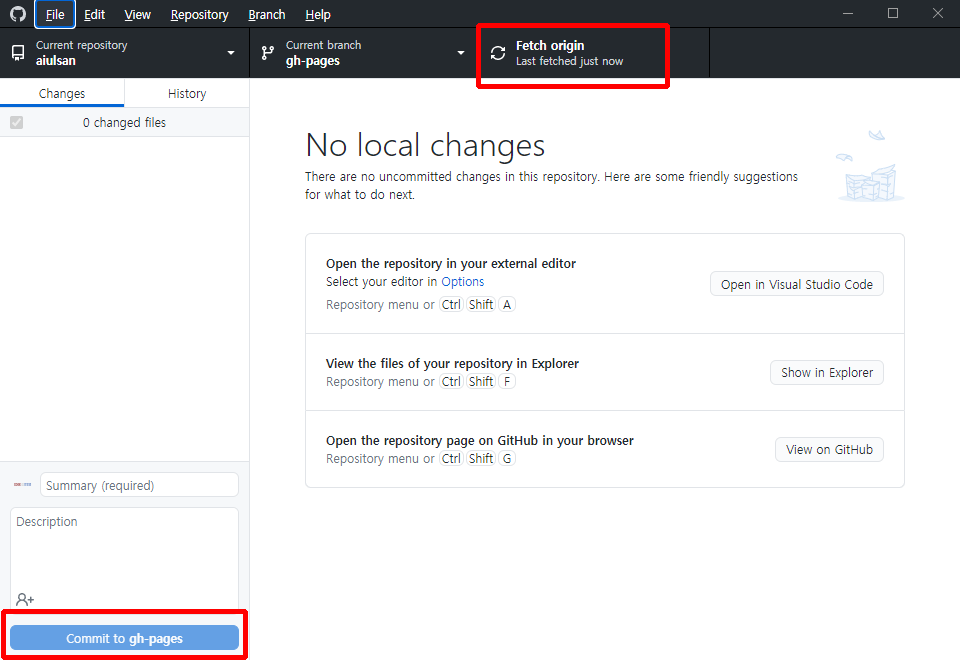 File Edit View Repository Branch Help
Current repository
aiulsan
Current branch
gh-pages
Fetch origin
Last fetched just now
Changes History
0 changed files
No local changes
There are no uncommitted changes in this repository. Here are some friendly suggestions
for what to do next.
Open the repository in your external editor
Select your editor in Options
Repository menu or Ctrl Shift A
Open in Visual Studio Code
View the files of your repository in Explorer
Repository menu or Ctrl Shift F
Show in Explorer
Open the repository page on GitHub in your browser
Repository menu or Ctrl Shift G
View on GitHub
Summary (required)
Description
Commit to gh-pages